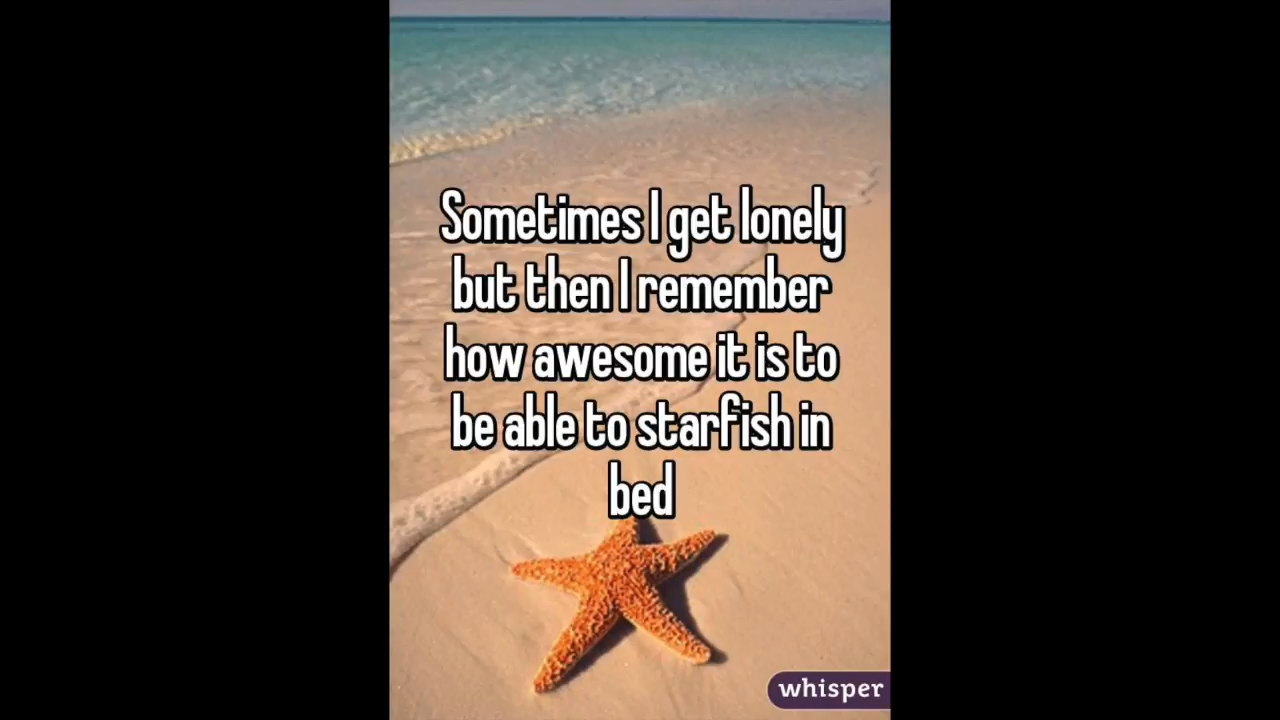 Sometimes I get lonely
but then I remember
how awesome it is to
be able to starfish in
bed
whisper